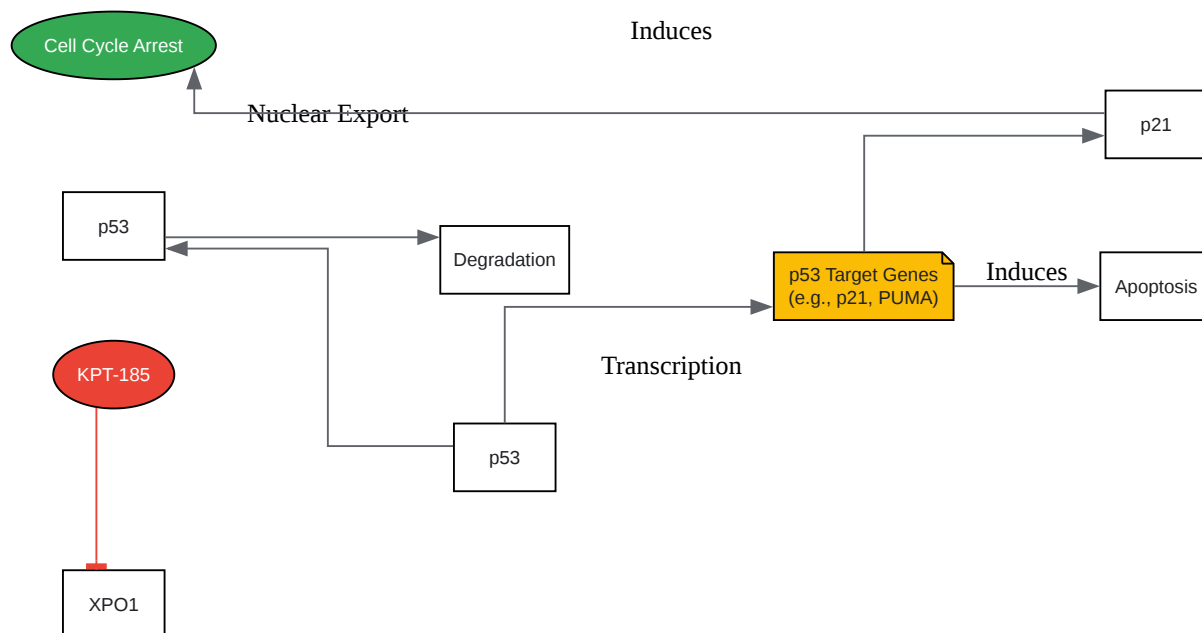 Induces
Cell Cycle Arrest
Nuclear Export
p21
p53
Degradation
p53 Target Genes
(e.g., p21, PUMA)
Induces
Apoptosis
Transcription
KPT-185
p53
XPO1